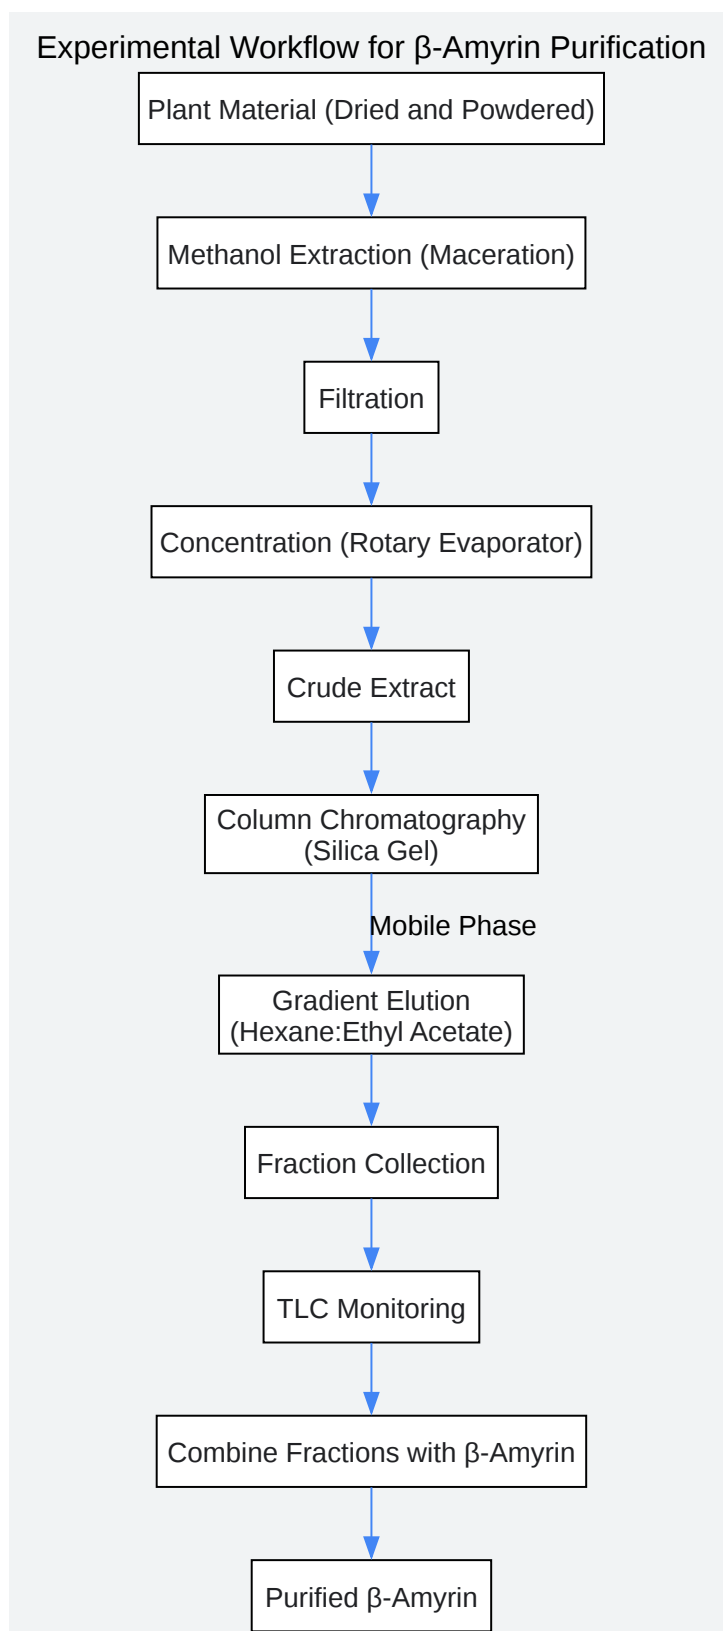 Experimental Workflow for β-Amyrin Purification
Plant Material (Dried and Powdered)
Methanol Extraction (Maceration)
Filtration
Concentration (Rotary Evaporator)
Crude Extract
Column Chromatography
(Silica Gel)
Mobile Phase
Gradient Elution
(Hexane:Ethyl Acetate)
Fraction Collection
TLC Monitoring
Combine Fractions with β-Amyrin
Purified β-Amyrin